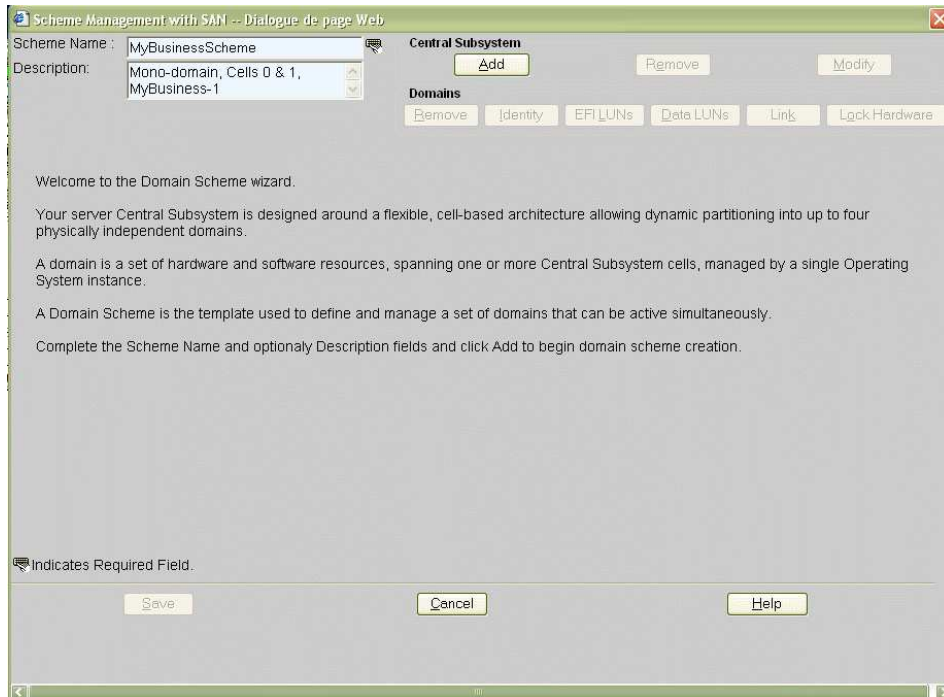 Scheme Management with SAN -- Dialogue de page Web
Scheme Name :
MyBusinessScheme
Description:
Mono-domain, Cells 0 & 1,
MyBusiness-1
Central Subsystem
Add
Remove
Modify
Domains
Remove
Identity
EFI LUNs
Data LUNs
Link
Lock Hardware
Welcome to the Domain Scheme wizard.
Your server Central Subsystem is designed around a flexible, cell-based architecture allowing dynamic partitioning into up to four
physically independent domains.
A domain is a set of hardware and software resources, spanning one or more Central Subsystem cells, managed by a single Operating
System instance.
A Domain Scheme is the template used to define and manage a set of domains that can be active simultaneously.
Complete the Scheme Name and optionaly Description fields and click Add to begin domain scheme creation.
Indicates Required Field.
Save
Cancel
Help